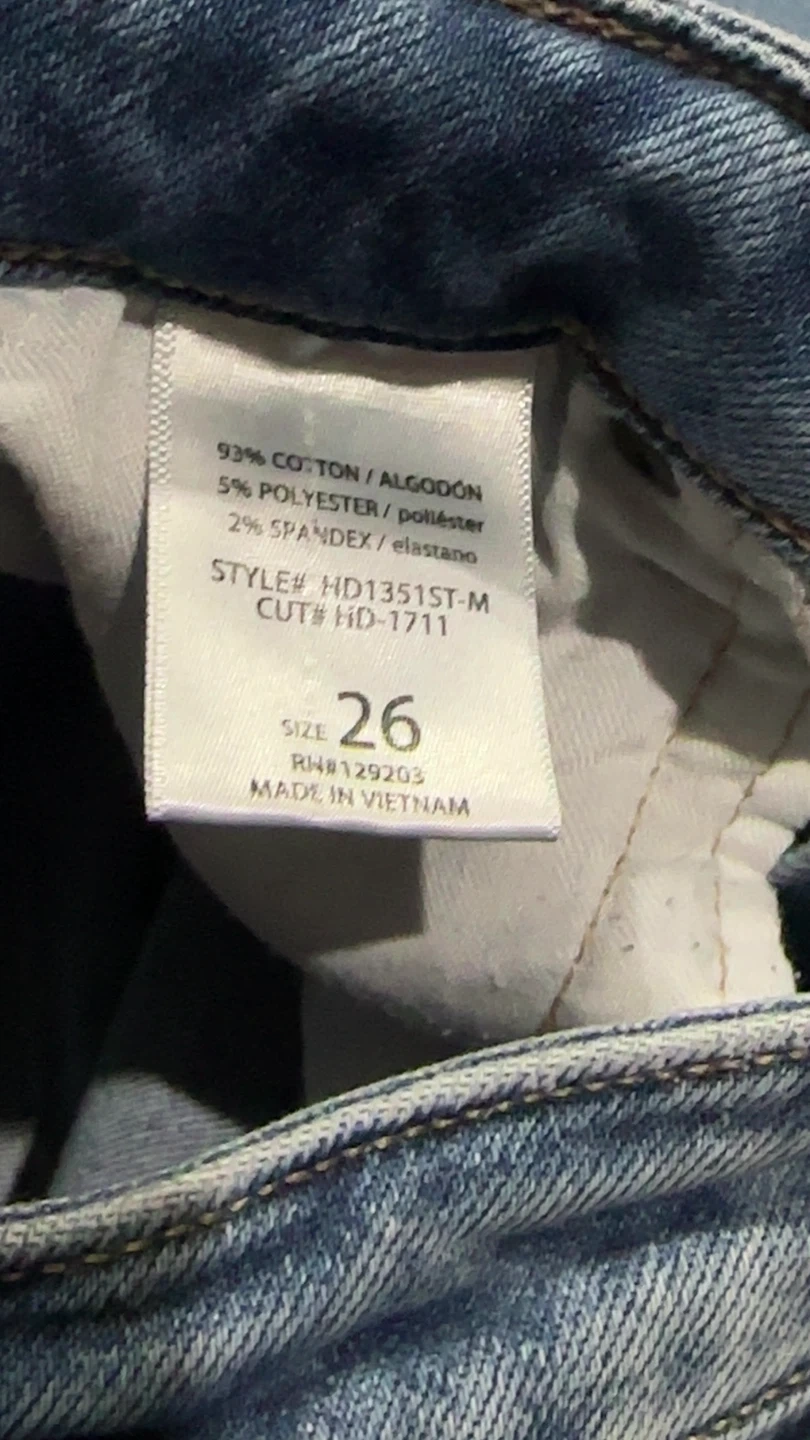 93% COTTON / ALGODÓN
5% POLYESTER / poliéster
2% SPANDEX / elastano
STYLE# HD1351ST-M
CUT# HD-1711
SIZE 26
RN#129203
MADE IN VIETNAM